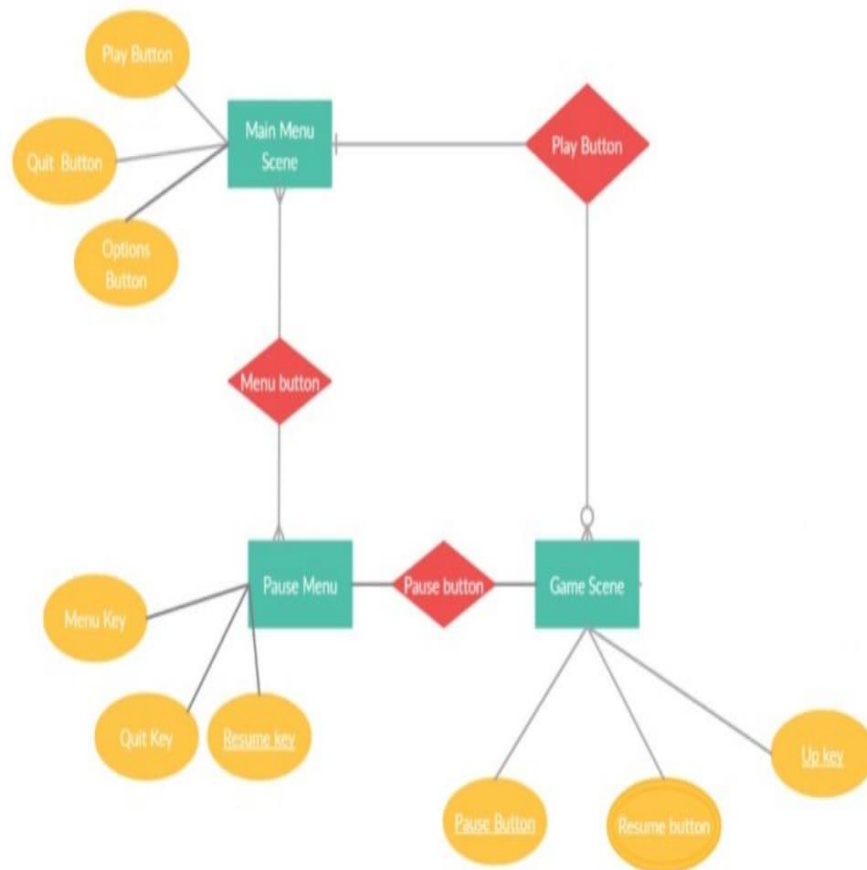 Play Button
Main Menu
Scene
Play Button
Quit Button
Options
Button
Menu button
Pause Menu
Pause button
Game Scene
Menu Key
Quit Key
Resume key
Up key
Pause Button
Resume button